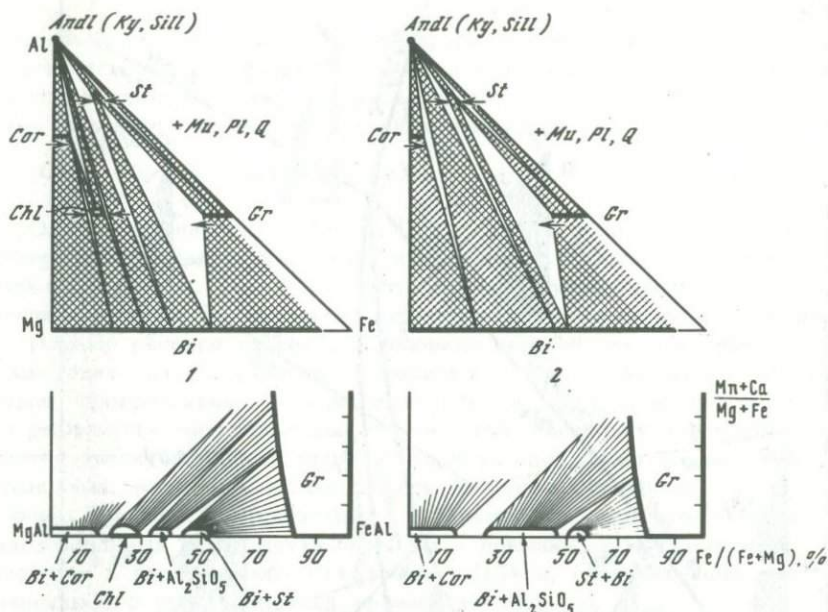 Andl (Ky, Sill)
Al
St
+Mu, Pl, Q
Cor
Chl
Gr
Mg
Fe
Bi
1
Andl (Ky, Sill)
St
+Mu, Pl, Q
Cor
Gr
Bi
2
MgAl
FeAl
Gr
10 30 50 70 90
Bi+Cor
Chl
Bi+Al₂SiO₅
Bi+St
Mn+Ca
Mg+Fe
Gr
10 30 50 70 90
Fe/(Fe+Mg), %
Bi+Cor
Bi+Al₂SiO₅
St+Bi